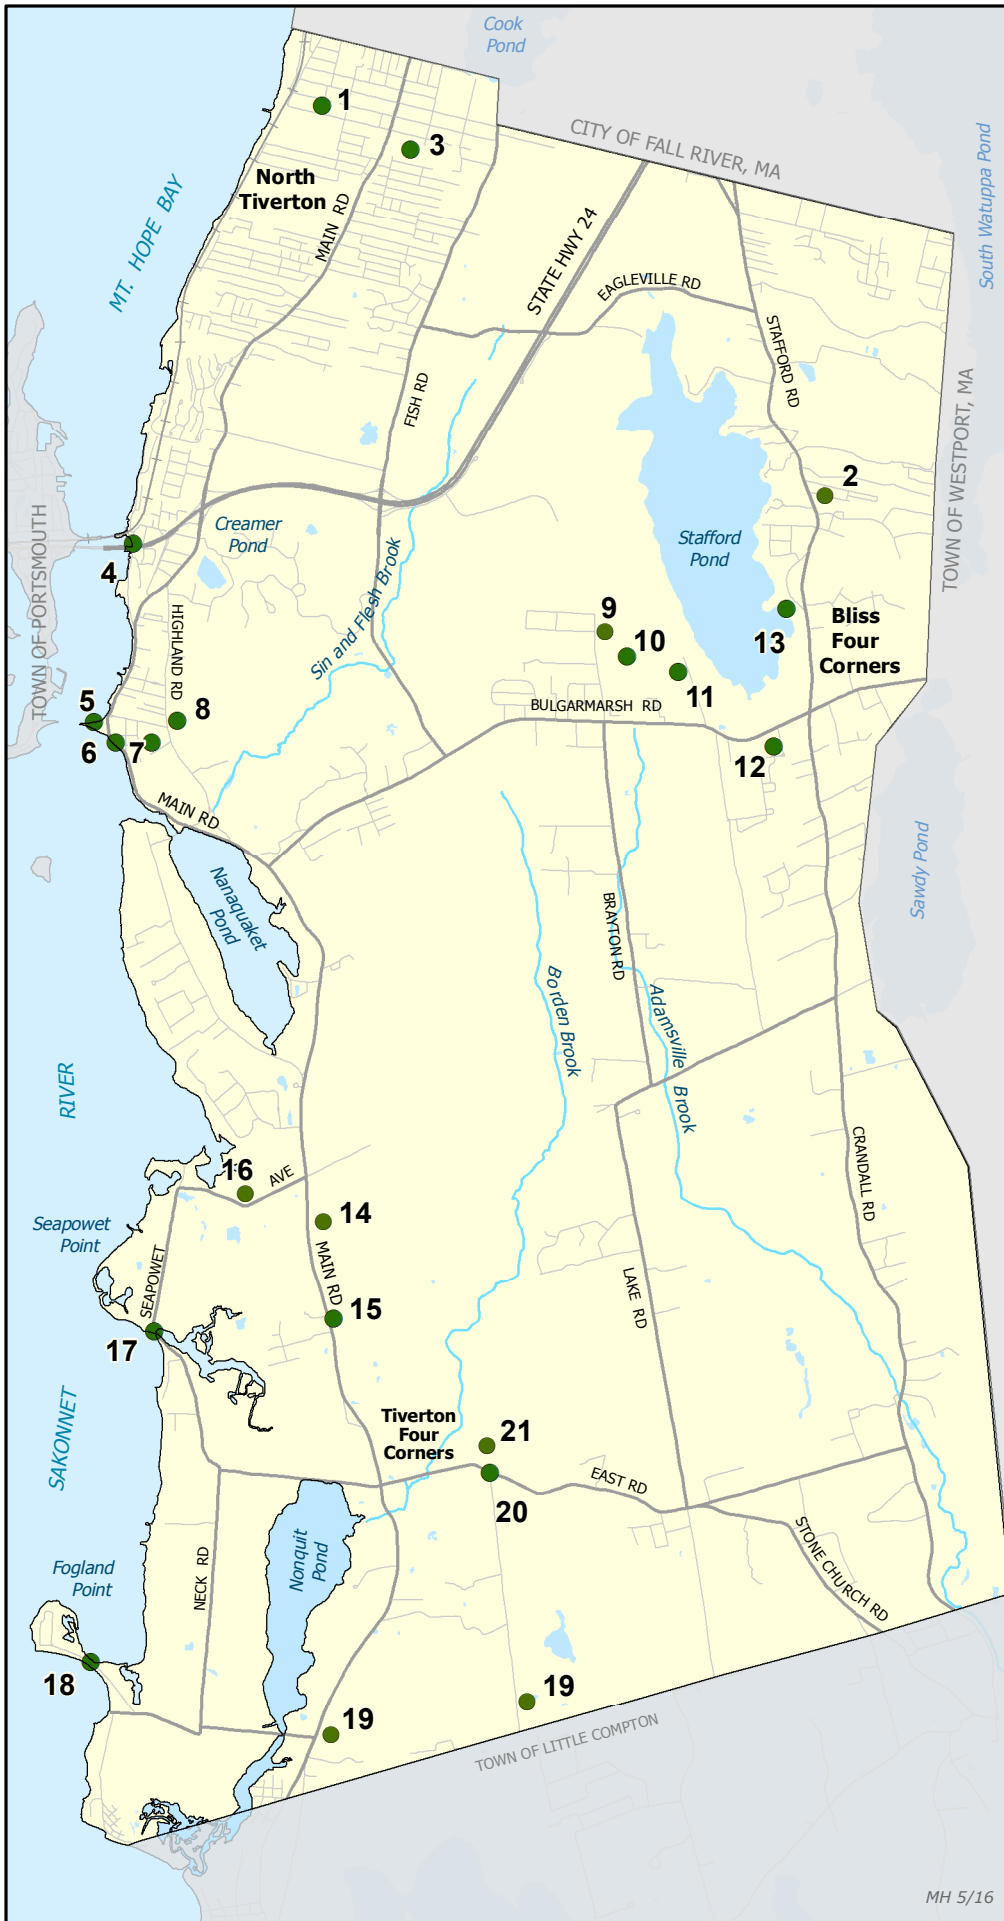 Cook
Pond
1
CITY OF FALL RIVER, MA
3
South Watuppa Pond
North
Tiverton
MAIN RD
MT. HOPE BAY
STATE HWY 24
EAGLEVILLE RD
STAFFORD RD
FISH RD
TOWN OF WESTPORT, MA
2
Creamer
Pond
TOWN OF PORTSMOUTH
Stafford
Pond
4
Sin and Flesh Brook
HIGHLAND RD
9
10
13
Bliss
Four
Corners
11
5
8
BULGARMARSH RD
6
7
12
MAIN RD
Nanaquaket
Pond
Sawdy Pond
BRAYTON RD
Borden Brook
Adamsville
Brook
RIVER
CRANDALL RD
16
AVE
14
Seapowet
Point
SEAPOWET
MAIN RD
LAKE RD
15
17
SAKONNET
Tiverton
Four
Corners
21
EAST RD
20
STONE CHURCH RD
Fogland
Point
NECK RD
Nonquit
Pond
18
19
19
TOWN OF LITTLE COMPTON
MH 5/16